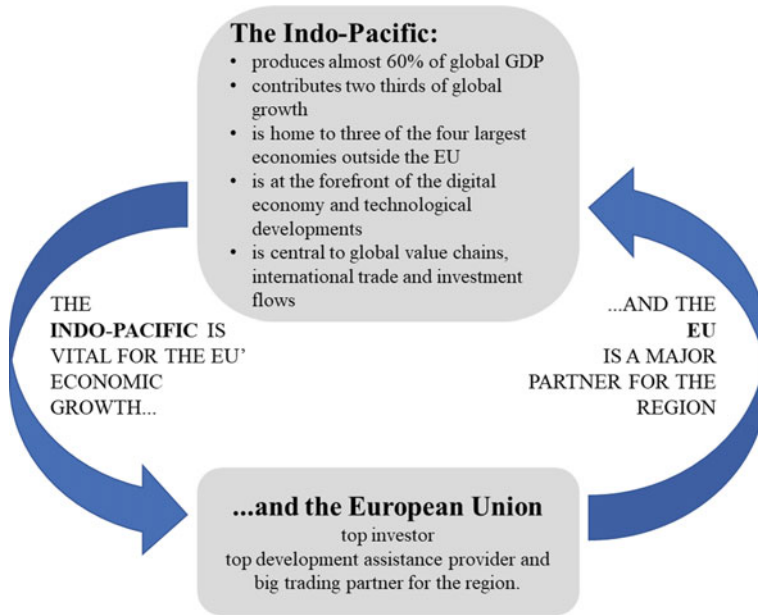 The Indo-Pacific:
• produces almost 60% of global GDP
• contributes two thirds of global
growth
• is home to three of the four largest
economies outside the EU
• is at the forefront of the digital
economy and technological
developments
• is central to global value chains,
international trade and investment
flows
THE
INDO-PACIFIC IS
VITAL FOR THE EU'
ECONOMIC
GROWTH...
...AND THE
EU
IS A MAJOR
PARTNER FOR THE
REGION
...and the European Union
top investor
top development assistance provider and
big trading partner for the region.